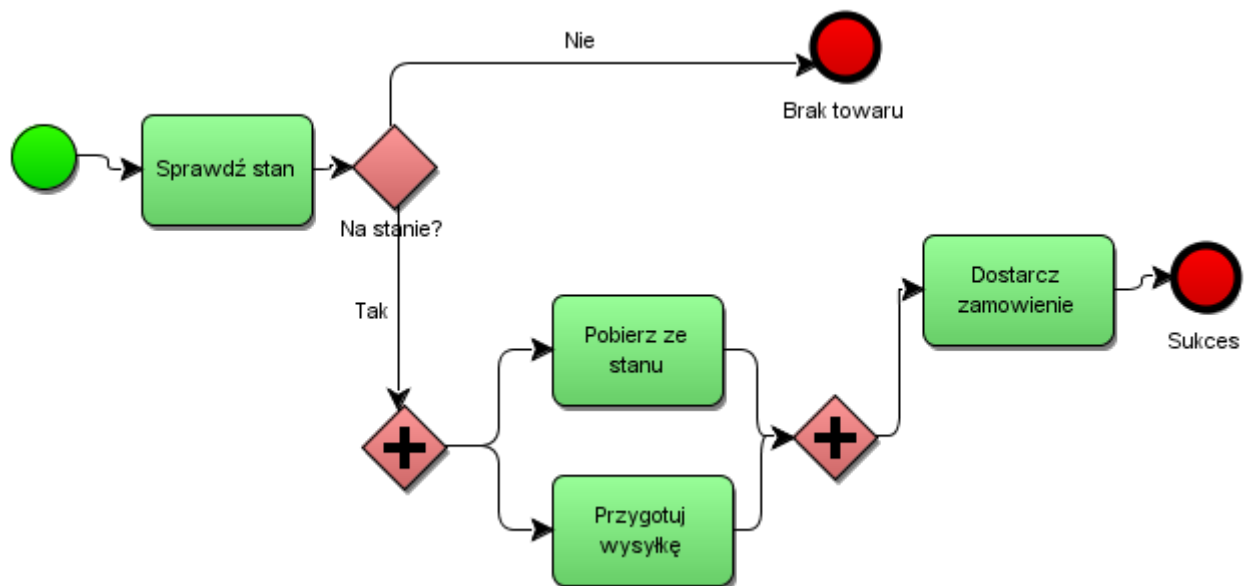 Nie
Brak towaru
Sprawdź stan
Na stanie?
Tak
Pobierz ze
stanu
Przygotuj
wysyłkę
Dostarcz
zamowienie
Sukces